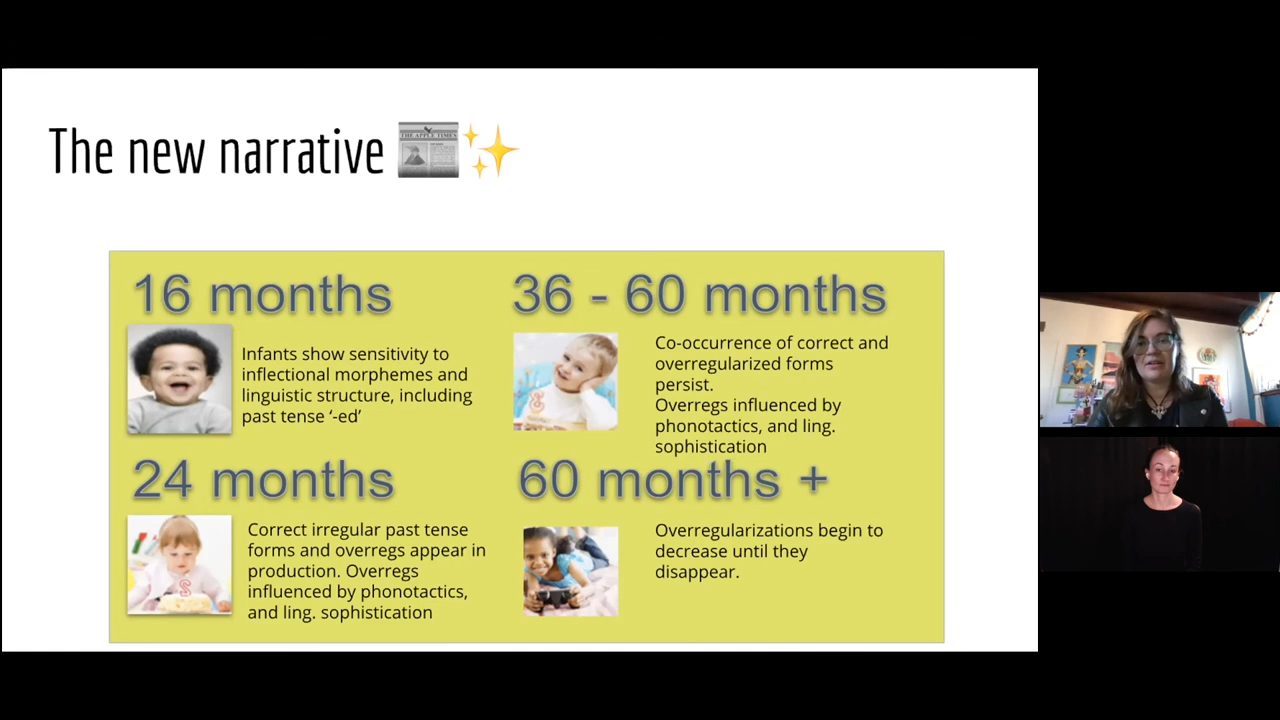 The new narrative
THE APPLE TIMES
16 months
Infants show sensitivity to
inflectional morphemes and
linguistic structure, including
past tense ‘-ed’
24 months
Correct irregular past tense
forms and overregs appear in
production. Overregs
influenced by phonotactics,
and ling. sophistication
36 - 60 months
Co-occurrence of correct and
overregularized forms
persist.
Overregs influenced by
phonotactics, and ling.
sophistication
60 months +
Overregularizations begin to
decrease until they
disappear.